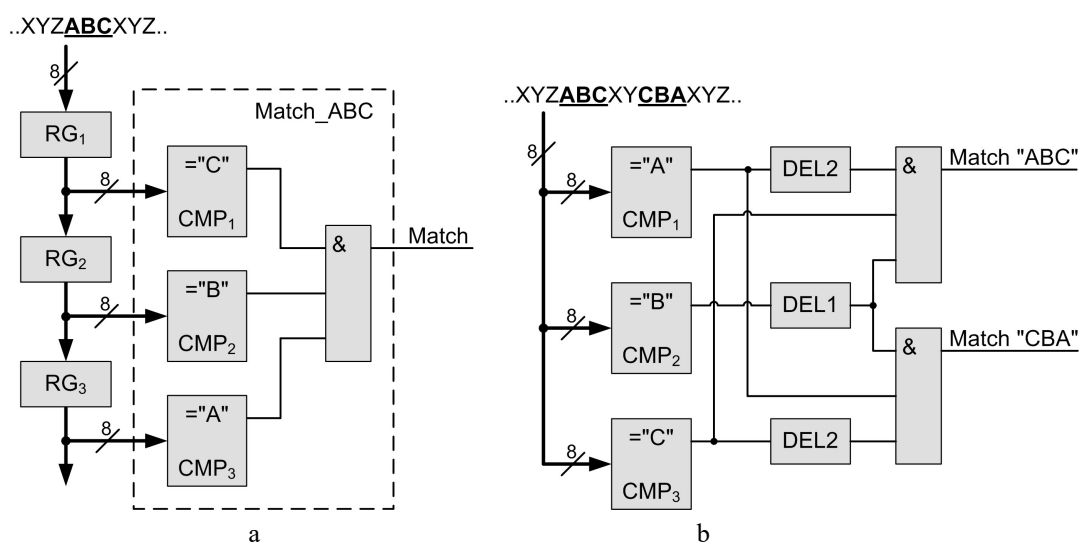 ..XYZABCXYZ..
8
RG1
Match_ABC
="C"
CMP1
8
&
Match
RG2
="B"
CMP2
8
RG3
="A"
CMP3
8
a
..XYZABCXYCBAXYZ..
8
="A"
CMP1
8
DEL2
&
Match "ABC"
="B"
CMP2
8
DEL1
&
Match "CBA"
="C"
CMP3
8
DEL2
b